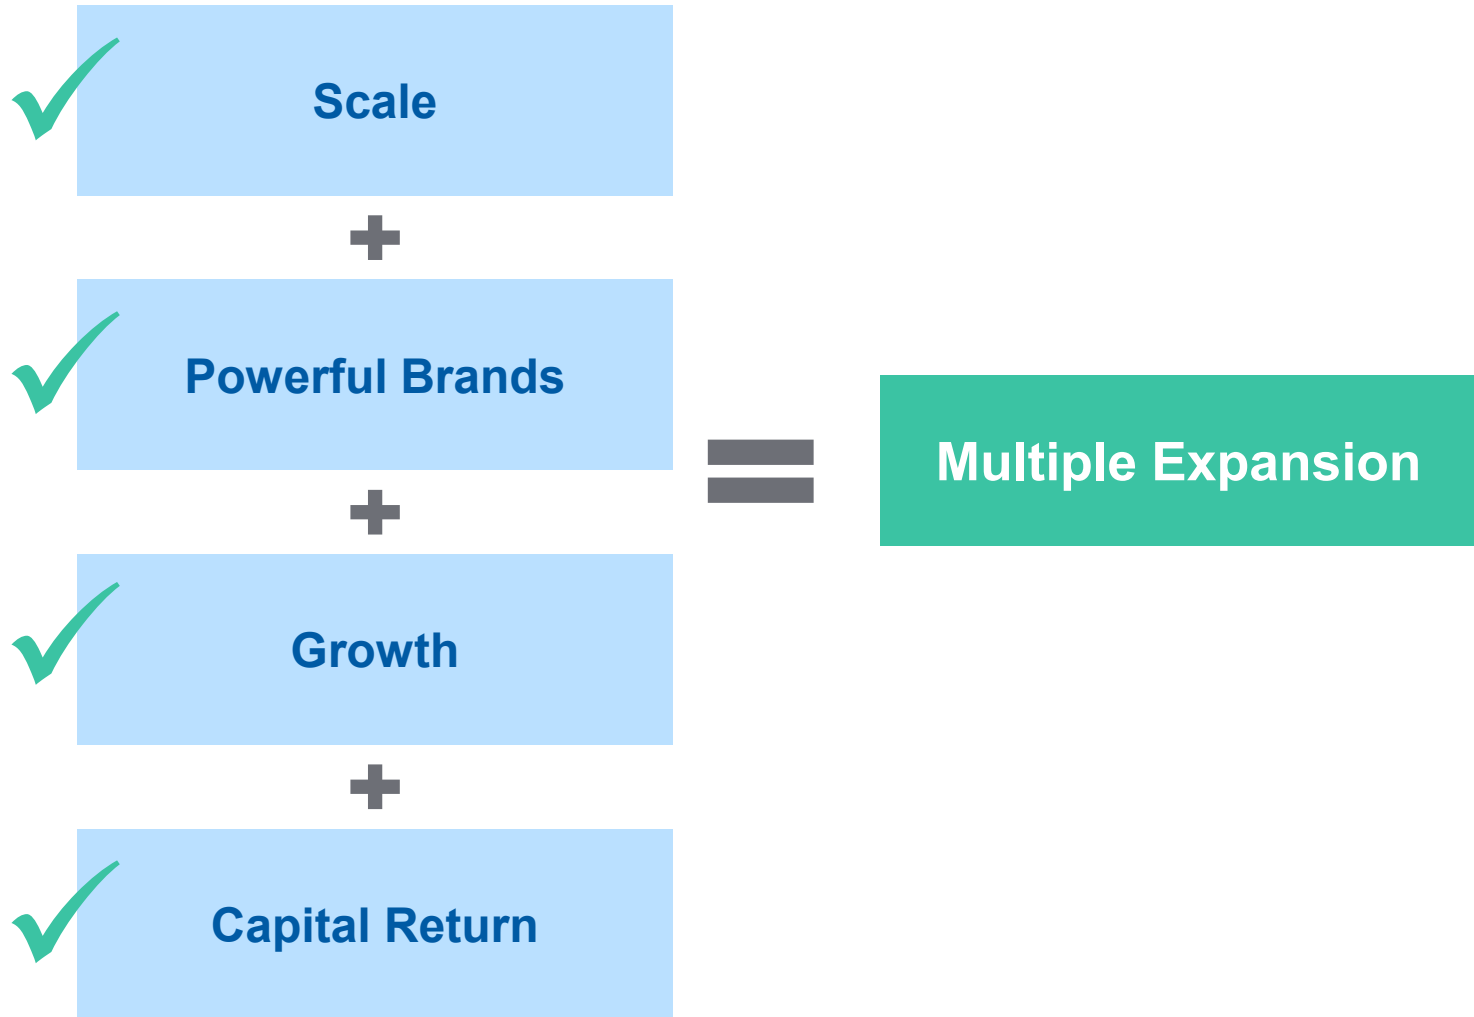 Scale
Powerful Brands
Growth
Capital Return
Multiple Expansion